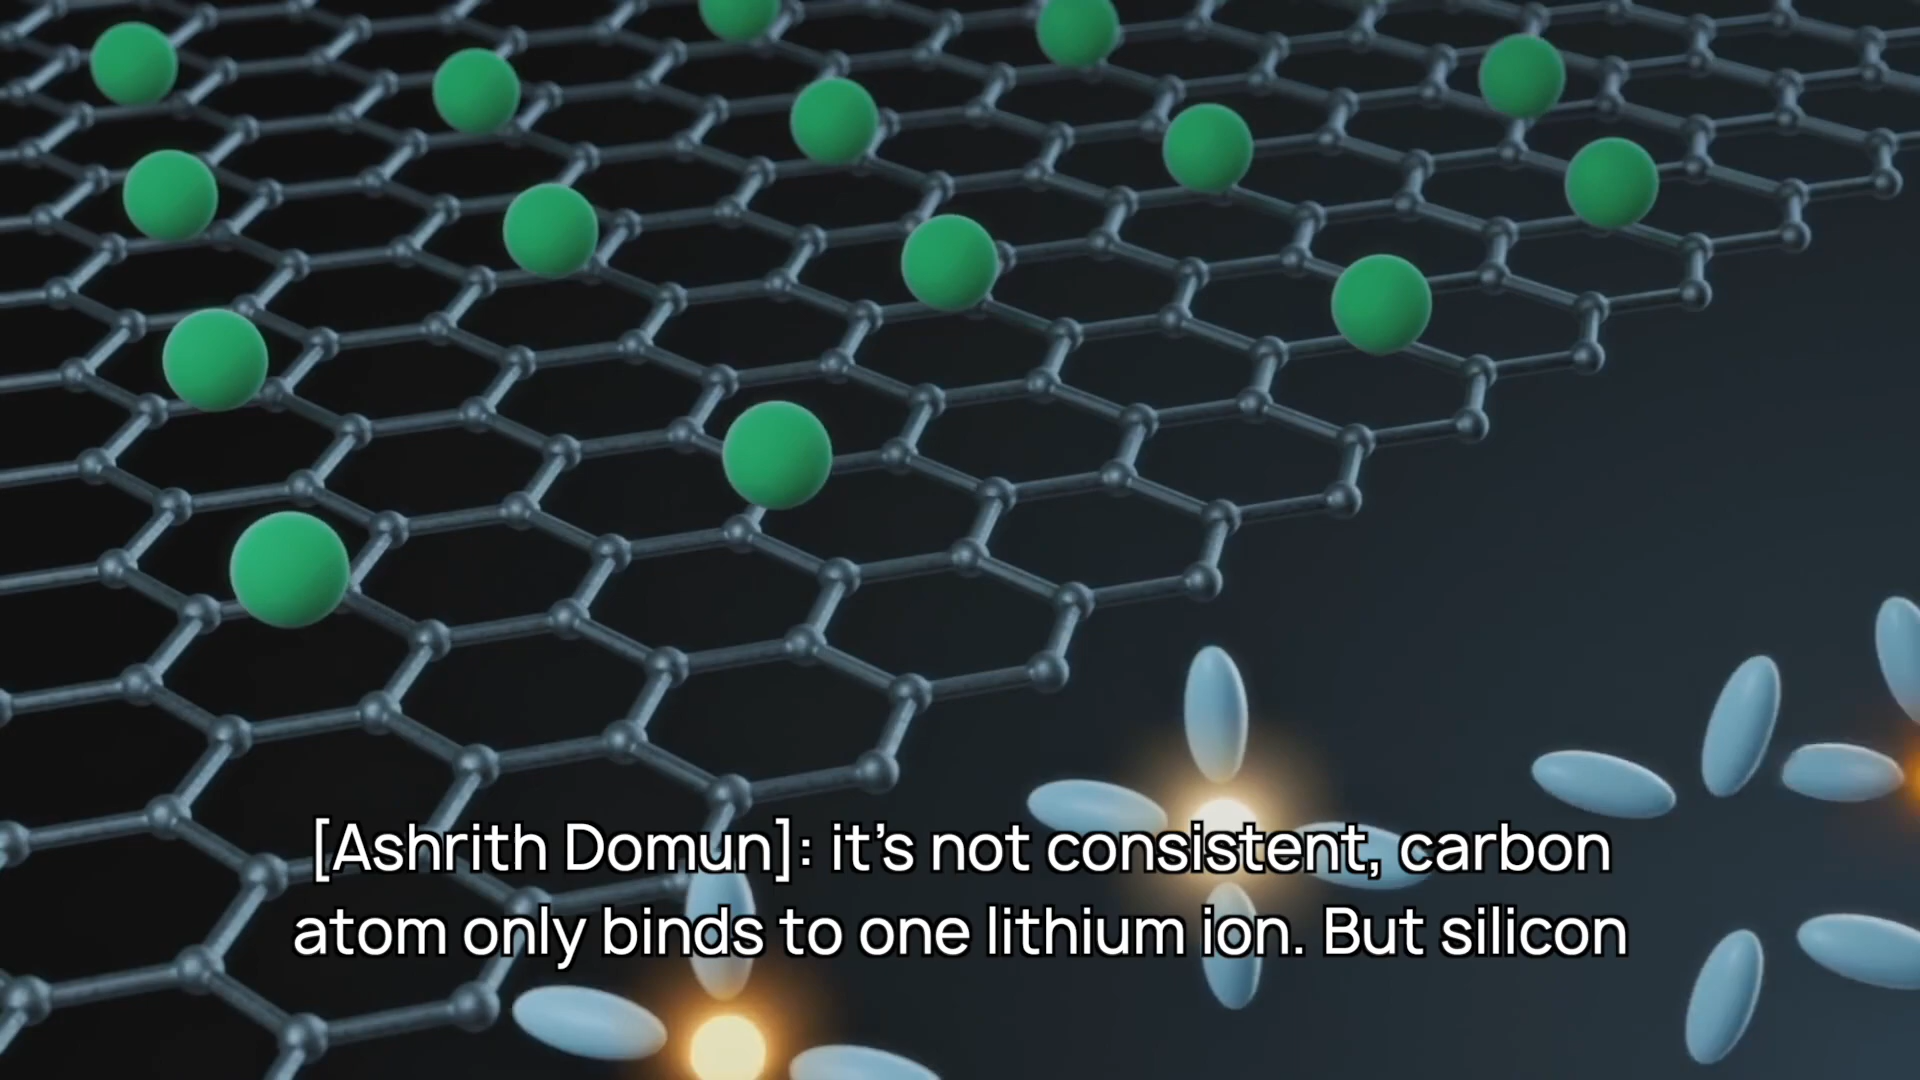 [Ashrith Domun]: it's not consistent, carbon
atom only binds to one lithium ion. But silicon